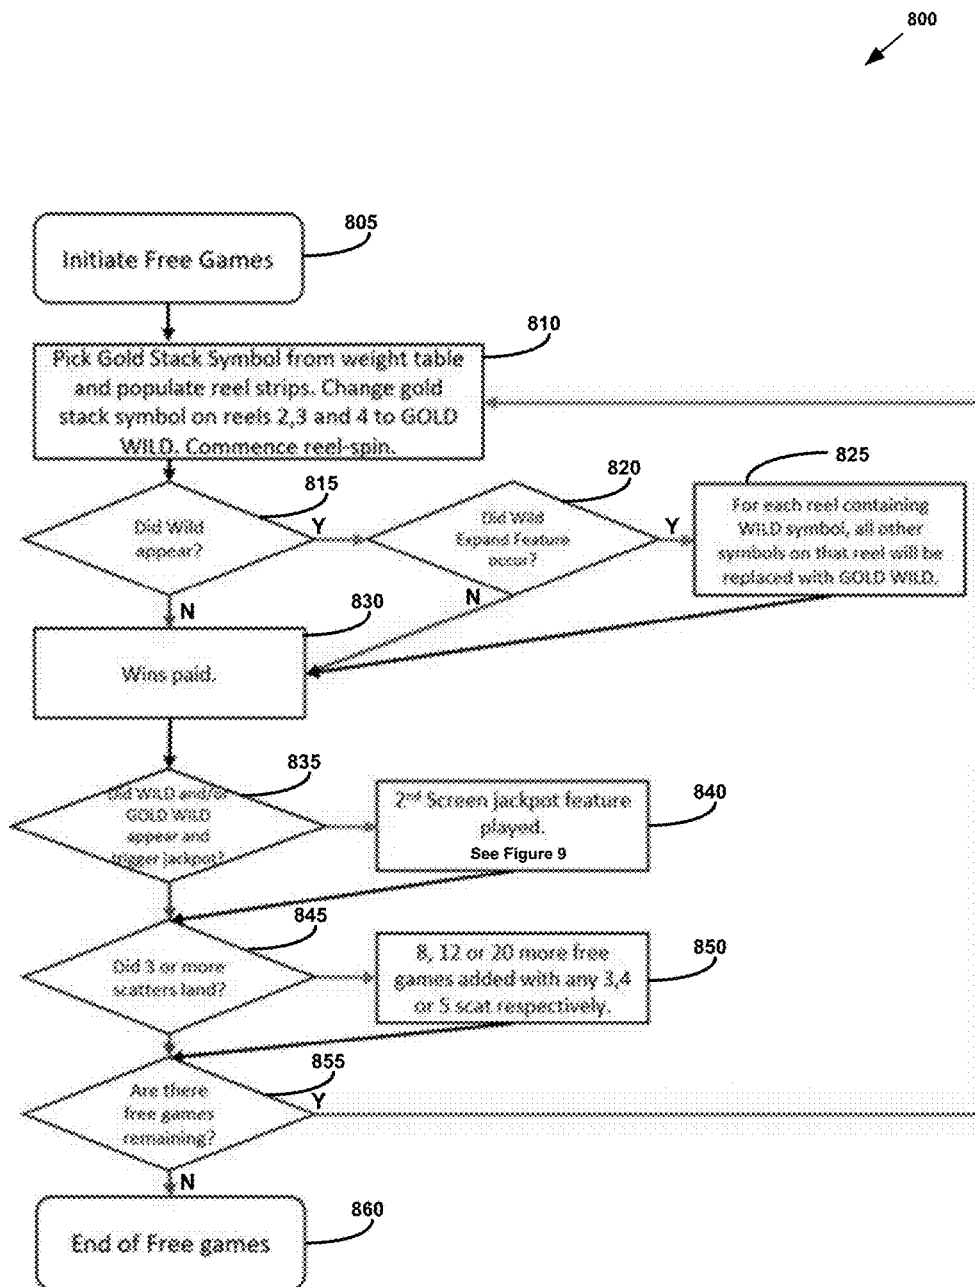 800
805
Initiate Free Games
810
Pick Gold Stack Symbol from weight table
and populate reel strips. Change gold
stack symbol on reels 2,3 and 4 to GOLD
WILD. Commence reel-spin.
815
Did Wild
appear?
Y
N
820
Did Wild
Expand Feature
occur?
Y
N
825
For each reel containing
WILD symbol, all other
symbols on that reel will be
replaced with GOLD WILD.
830
Wins paid.
835
Did WILD and/or
GOLD WILD
appear and
trigger jackpot?
840
2nd Screen jackpot feature
played.
See Figure 9
845
Did 3 or more
scatters land?
850
8, 12 or 20 more free
games added with any 3,4
or 5 scat respectively.
855
Are there
free games
remaining?
Y
N
860
End of Free games